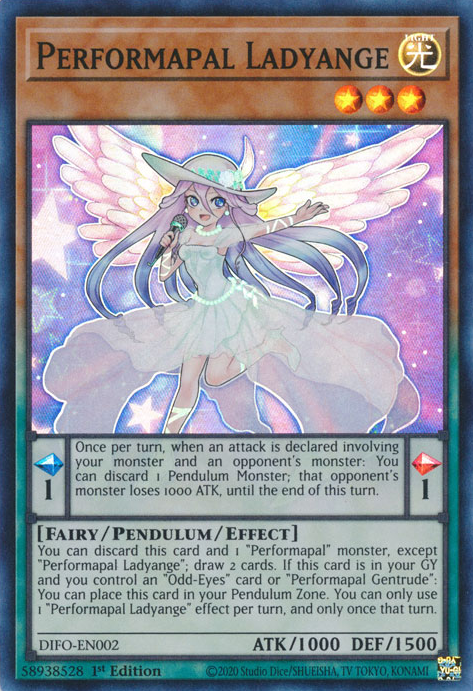 PERFORMAPAL LADYANGE
LIGHT
光
Once per turn, when an attack is declared involving
your monster and an opponent's monster: You
can discard 1 Pendulum Monster; that opponent's
monster loses 1000 ATK, until the end of this turn.
1
1
[FAIRY/PENDULUM/EFFECT]
You can discard this card and 1 "Performapal" monster, except
"Performapal Ladyange"; draw 2 cards. If this card is in your GY
and you control an "Odd-Eyes" card or "Performapal Gentrude":
You can place this card in your Pendulum Zone. You can only use
1 "Performapal Ladyange" effect per turn, and only once that turn.
DIFO-EN002
ATK/1000 DEF/1500
58938528 1st Edition
©2020 Studio Dice/SHUEISHA, TV TOKYO, KONAMI